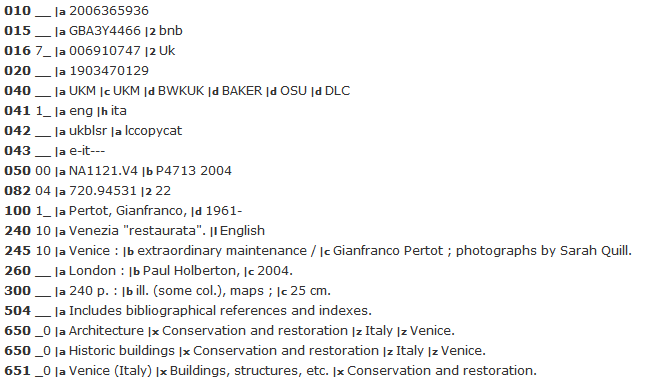 010 __ |a 2006365936
015 __ |a GBA3Y4466 |2 bnb
016 7_ |a 006910747 |2 Uk
020 __ |a 1903470129
040 __ |a UKM |c UKM |d BWKUK |d BAKER |d OSU |d DLC
041 1_ |a eng |h ita
042 __ |a ukblsr |a lccopycat
043 __ |a e-it---
050 00 |a NA1121.V4 |b P4713 2004
082 04 |a 720.94531 |2 22
100 1_ |a Pertot, Gianfranco, |d 1961-
240 10 |a Venezia "restaurata". |l English
245 10 |a Venice : |b extraordinary maintenance / |c Gianfranco Pertot ; photographs by Sarah Quill.
260 __ |a London : |b Paul Holberton, |c 2004.
300 __ |a 240 p. : |b ill. (some col.), maps ; |c 25 cm.
504 __ |a Includes bibliographical references and indexes.
650 _0 |a Architecture |x Conservation and restoration |z Italy |z Venice.
650 _0 |a Historic buildings |x Conservation and restoration |z Italy |z Venice.
651 _0 |a Venice (Italy) |x Buildings, structures, etc. |x Conservation and restoration.